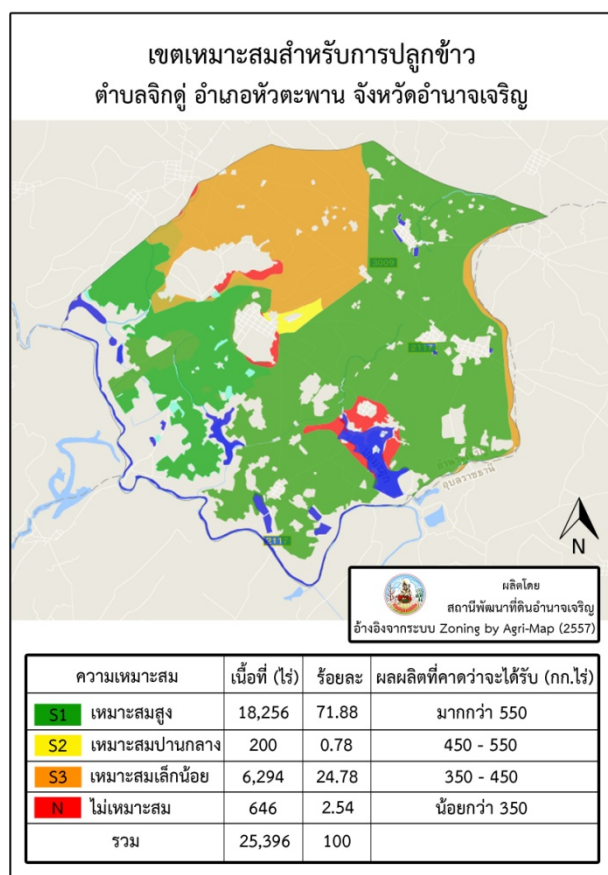 เขตเหมาะสมสำหรับการปลูกข้าว
ตำบลจิกดู่ อำเภอหัวตะพาน จังหวัดอำนาจเจริญ
2117
อุบลราชธานี
N
ผลิตโดย
สถานีพัฒนาที่ดินอำนาจเจริญ
อ้างอิงจากระบบ Zoning by Agri-Map (2557)
ความเหมาะสม เนื้อที่ (ไร่) ร้อยละ ผลผลิตที่คาดว่าจะได้รับ (กก.ไร่)
S1 เหมาะสมสูง 18,256 71.88 มากกว่า 550
S2 เหมาะสมปานกลาง 200 0.78 450 - 550
S3 เหมาะสมเล็กน้อย 6,294 24.78 350 - 450
N ไม่เหมาะสม 646 2.54 น้อยกว่า 350
รวม 25,396 100